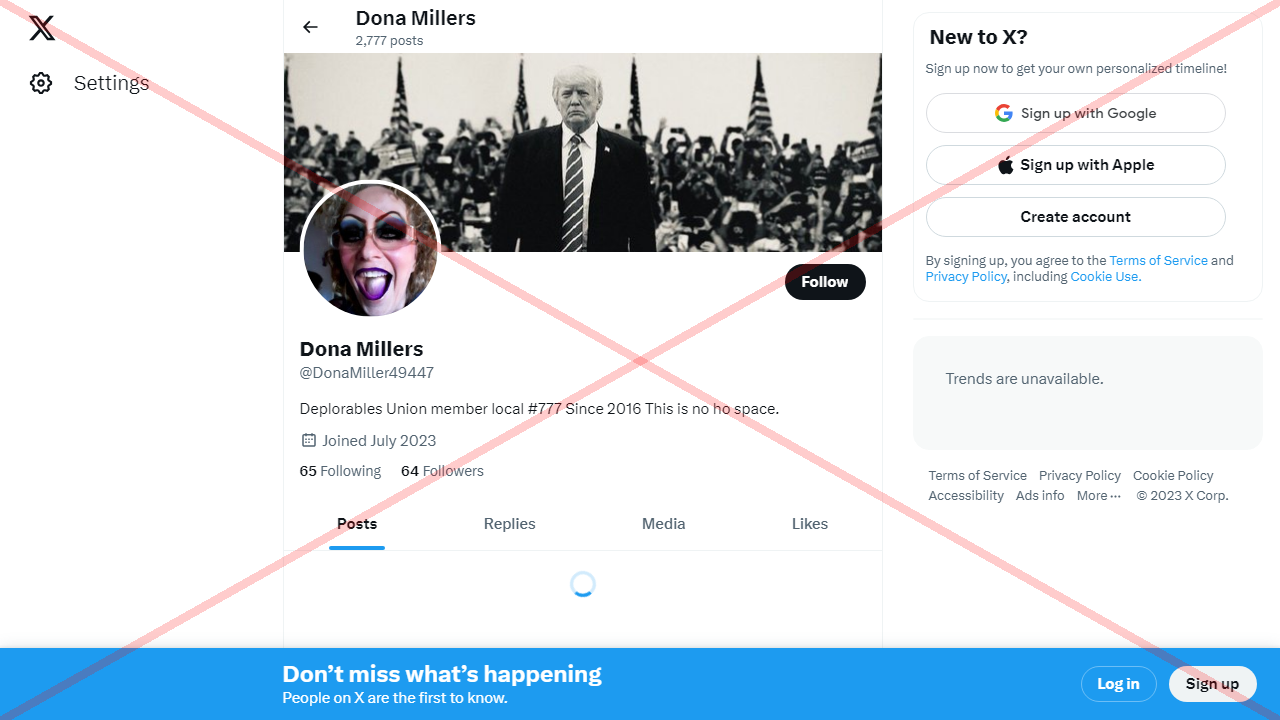 Dona Millers
2,777 posts
Settings
New to X?
Sign up now to get your own personalized timeline!
Sign up with Google
Sign up with Apple
Create account
By signing up, you agree to the Terms of Service and
Privacy Policy, including Cookie Use.
Follow
Dona Millers
@DonaMiller49447
Deplorables Union member local #777 Since 2016 This is no ho space.
Joined July 2023
65 Following 64 Followers
Posts Replies Media Likes
Trends are unavailable.
Terms of Service Privacy Policy Cookie Policy
Accessibility Ads info More ··· © 2023 X Corp.
Don’t miss what’s happening
People on X are the first to know.
Log in Sign up